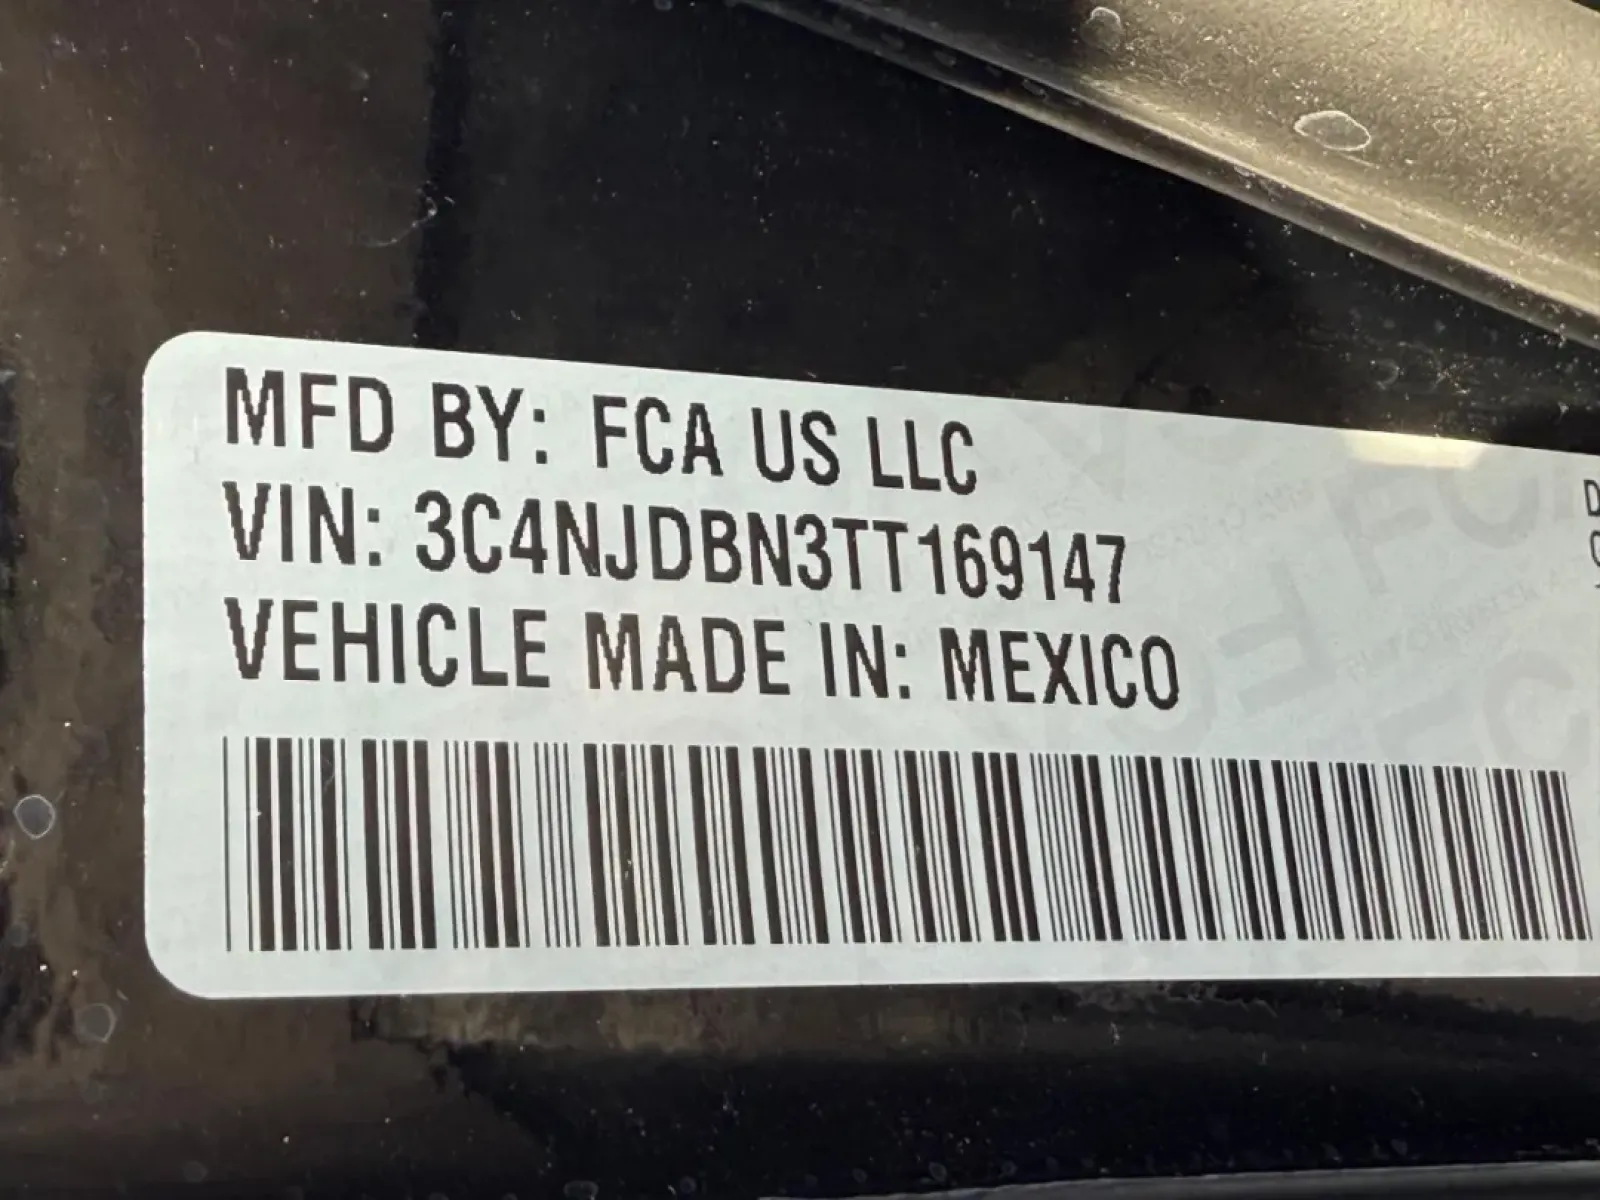 MFD BY: FCA US LLC
VIN: 3C4NJDBN3TT169147
VEHICLE MADE IN: MEXICO